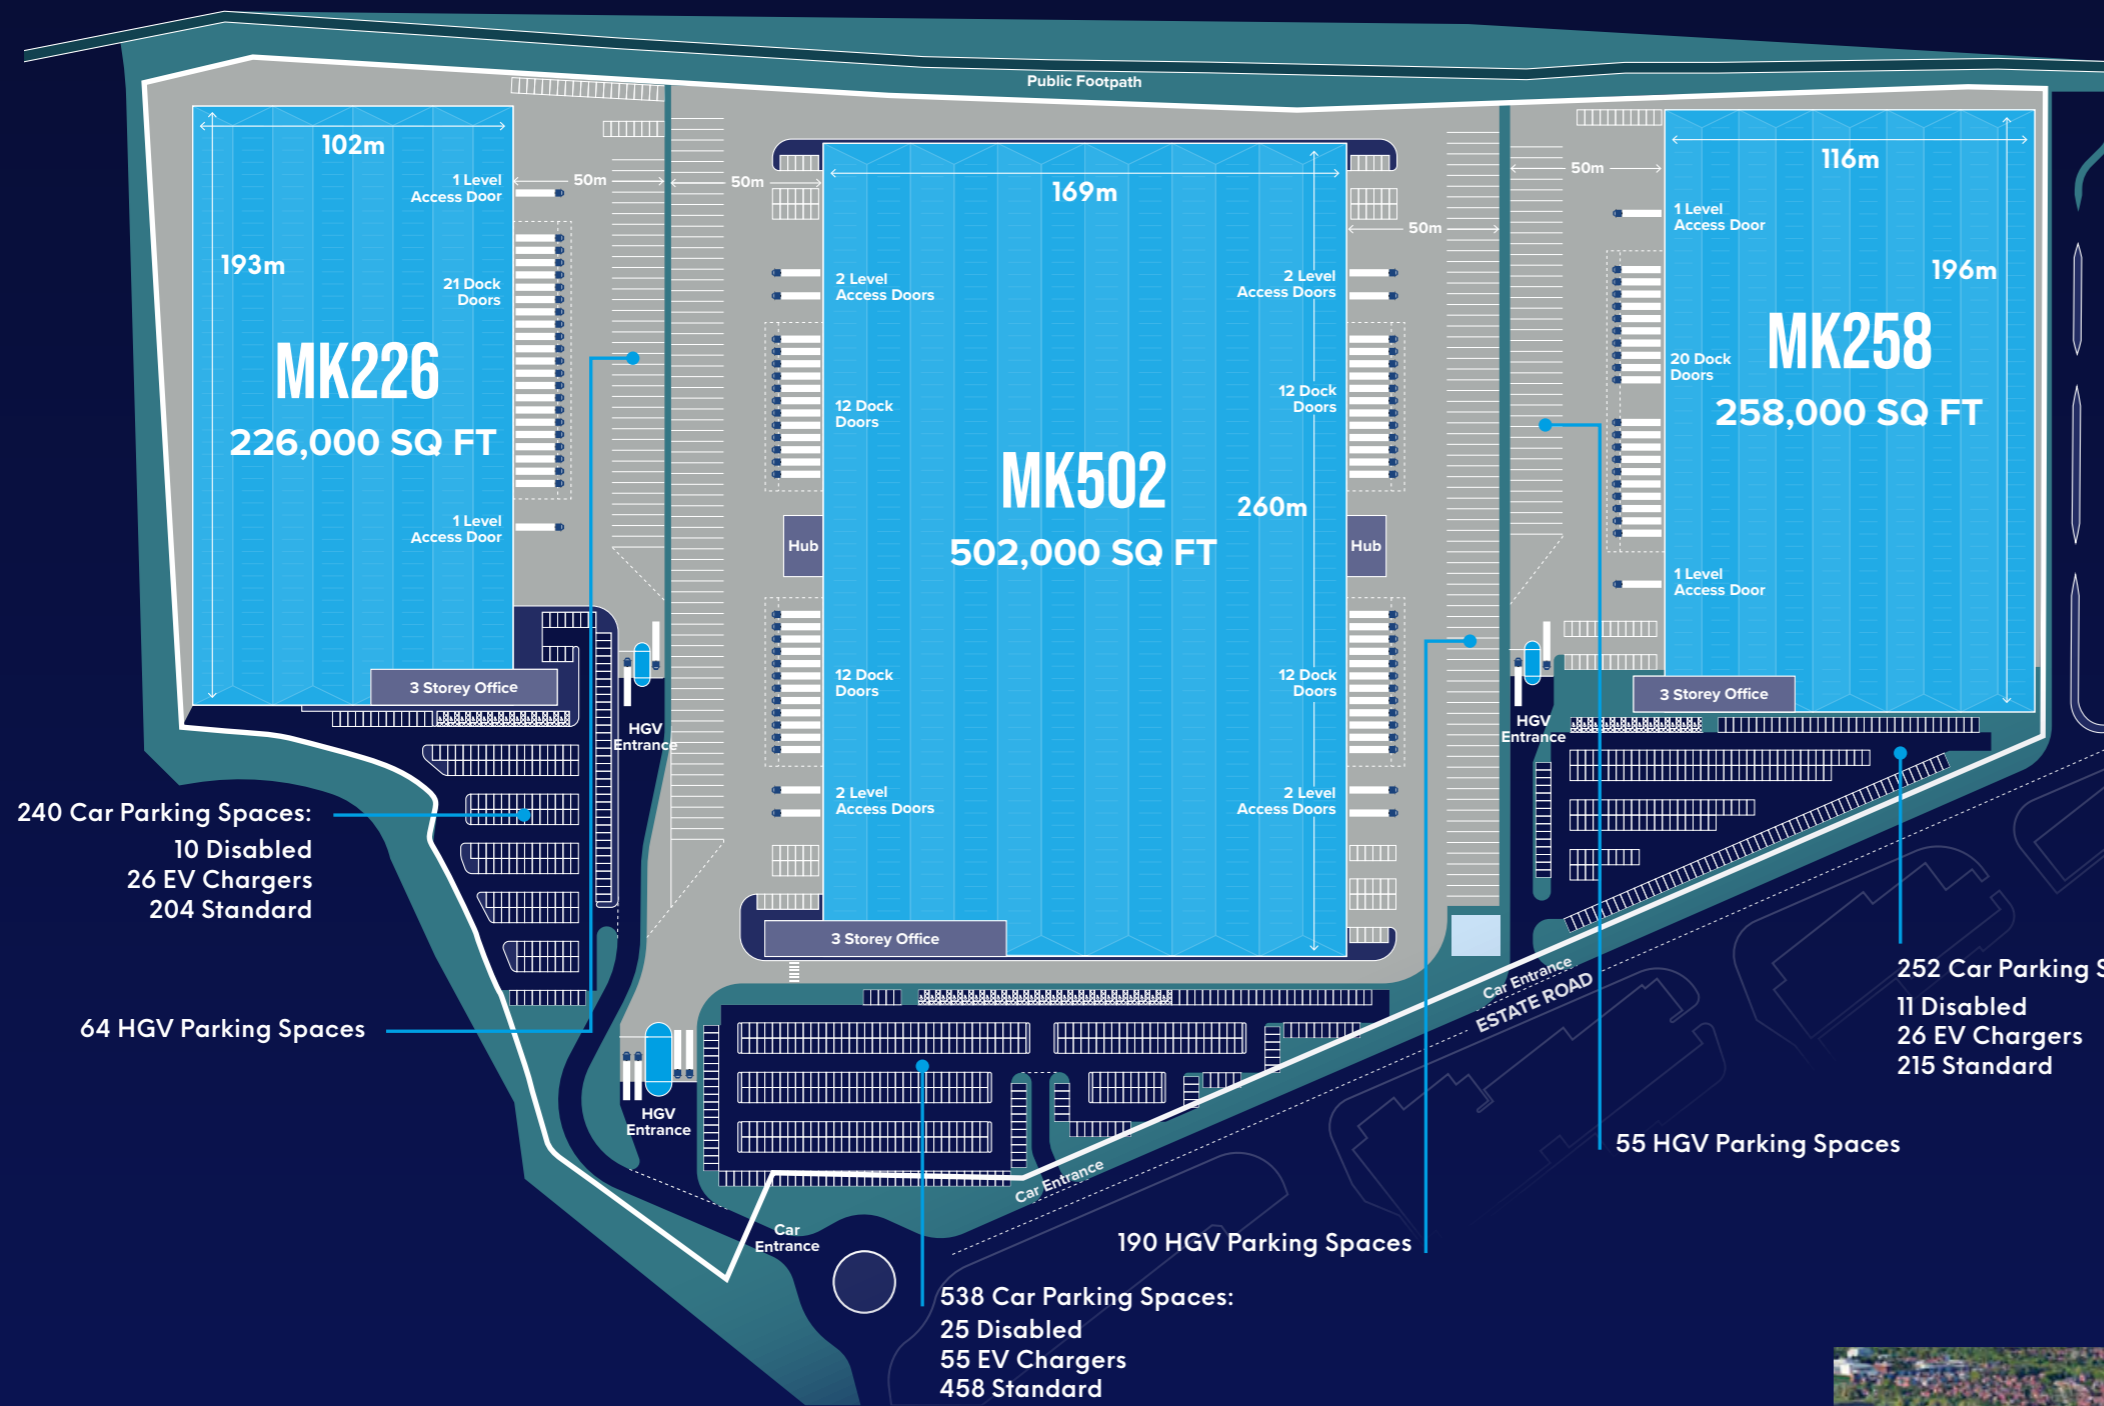 Public Footpath
102m
193m
1 Level
Access Door
50m
21 Dock
Doors
MK226
226,000 SQ FT
1 Level
Access Door
3 Storey Office
HGV
Entrance
50m
169m
50m
2 Level
Access Doors
2 Level
Access Doors
12 Dock
Doors
12 Dock
Doors
MK502
260m
502,000 SQ FT
Hub
Hub
12 Dock
Doors
12 Dock
Doors
2 Level
Access Doors
2 Level
Access Doors
3 Storey Office
50m
116m
1 Level
Access Door
196m
20 Dock
Doors
MK258
258,000 SQ FT
1 Level
Access Door
3 Storey Office
HGV
Entrance
240 Car Parking Spaces:
10 Disabled
26 EV Chargers
204 Standard
64 HGV Parking Spaces
HGV
Entrance
Car Entrance
ESTATE ROAD
252 Car Parking S
11 Disabled
26 EV Chargers
215 Standard
55 HGV Parking Spaces
Car Entrance
Car
Entrance
190 HGV Parking Spaces
538 Car Parking Spaces:
25 Disabled
55 EV Chargers
458 Standard